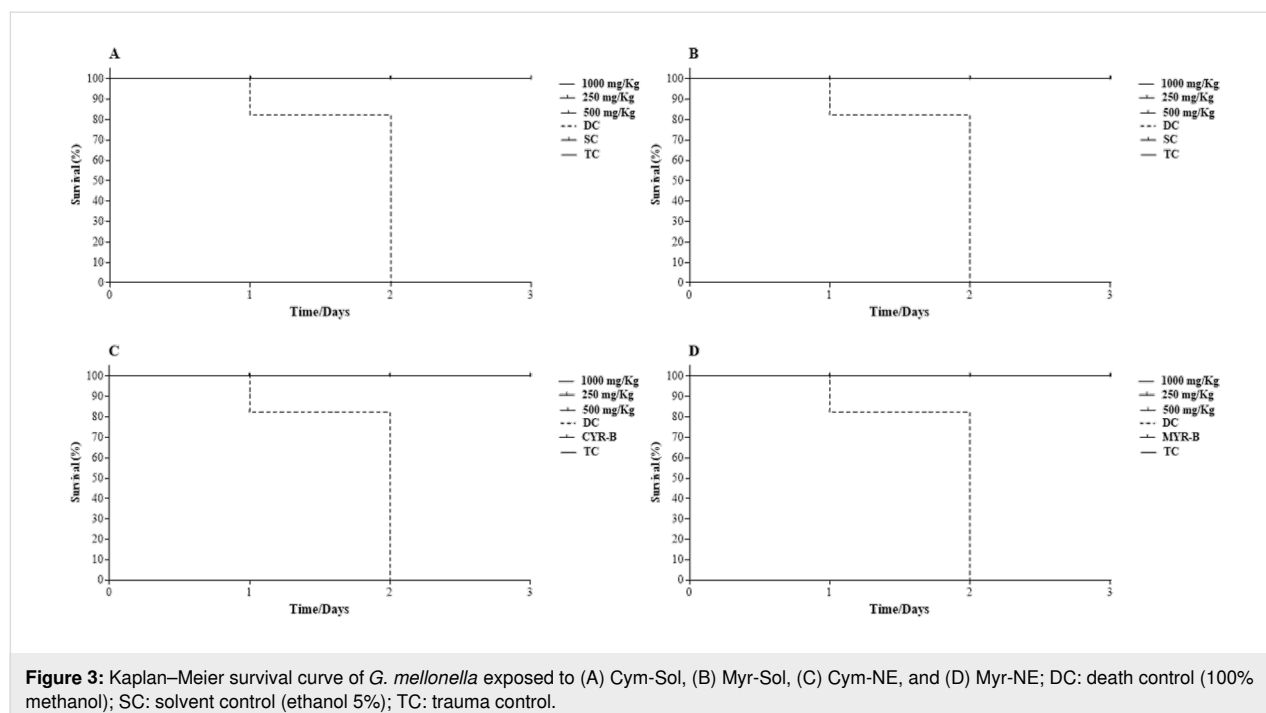 A
100
90
80
70
60
50
40
30
20
10
0
Survival (%)
0 1 2 3
Time/Days
1000 mg/Kg
250 mg/Kg
500 mg/Kg
DC
SC
TC
B
100
90
80
70
60
50
40
30
20
10
0
Survival (%)
0 1 2 3
Time/Days
1000 mg/Kg
250 mg/Kg
500 mg/Kg
DC
SC
TC
C
100
90
80
70
60
50
40
30
20
10
0
Survival (%)
0 1 2 3
Time/Days
1000 mg/Kg
250 mg/Kg
500 mg/Kg
DC
CYR-B
TC
D
100
90
80
70
60
50
40
30
20
10
0
Survival (%)
0 1 2 3
Time/Days
1000 mg/Kg
250 mg/Kg
500 mg/Kg
DC
MYR-B
TC
Figure 3: Kaplan–Meier survival curve of G. mellonella exposed to (A) Cym-Sol, (B) Myr-Sol, (C) Cym-NE, and (D) Myr-NE; DC: death control (100%
methanol); SC: solvent control (ethanol 5%); TC: trauma control.